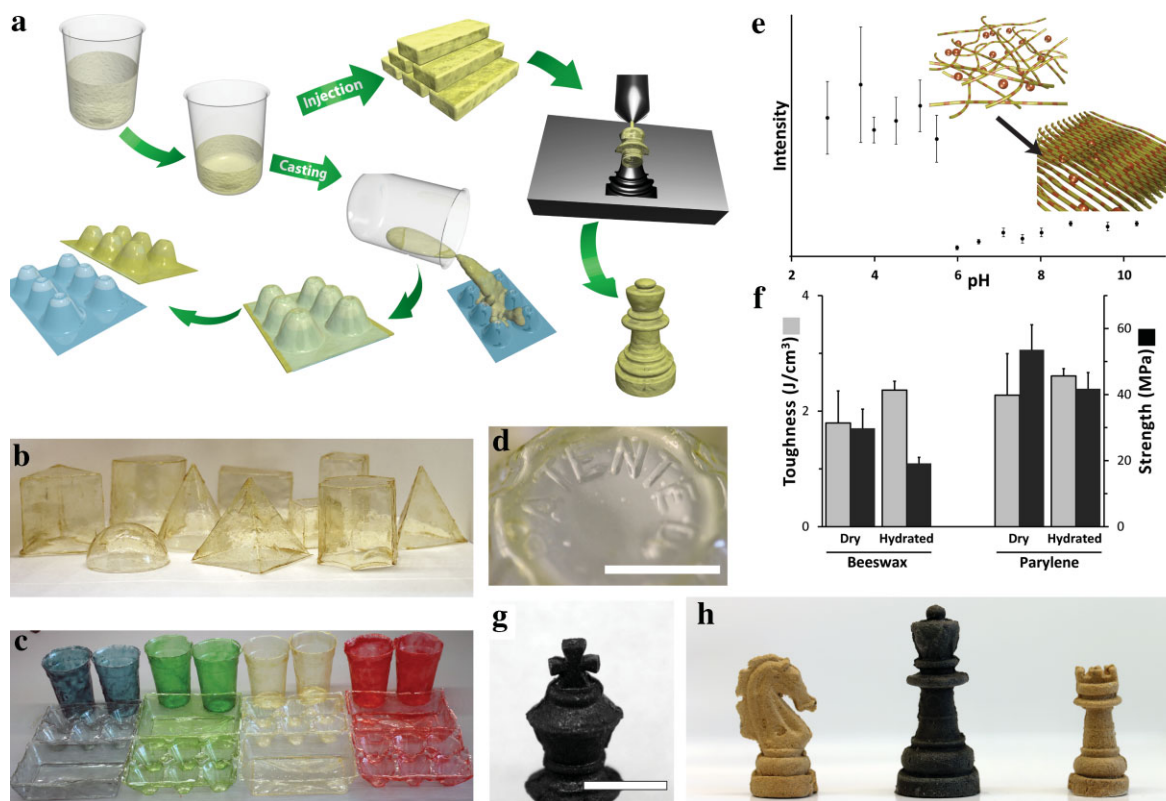 a
Injection
Casting
b
c
d
PATENTED
e
Intensity
2
4
6
8
10
pH
f
Toughness (J/cm³)
4
2
0
Strength (MPa)
60
40
20
0
Dry
Hydrated
Dry
Hydrated
Beeswax
Parylene
g
h